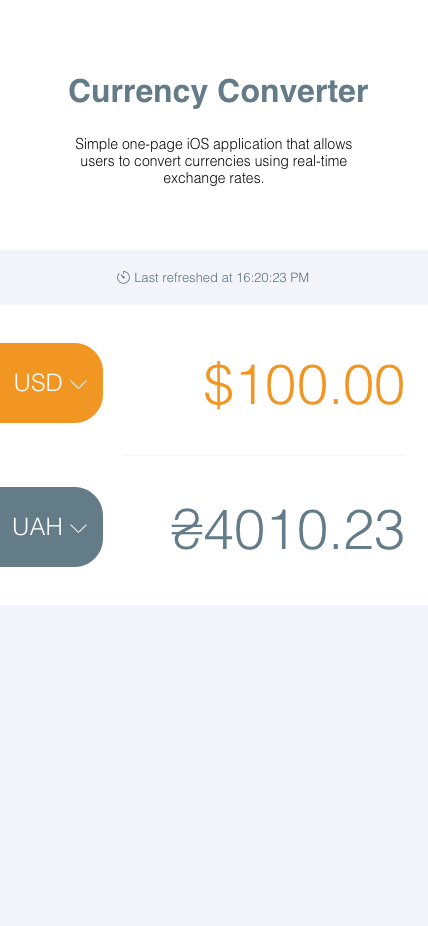 Currency Converter
Simple one-page iOS application that allows
users to convert currencies using real-time
exchange rates.
Last refreshed at 16:20:23 PM
USD
$100.00
UAH
₴4010.23